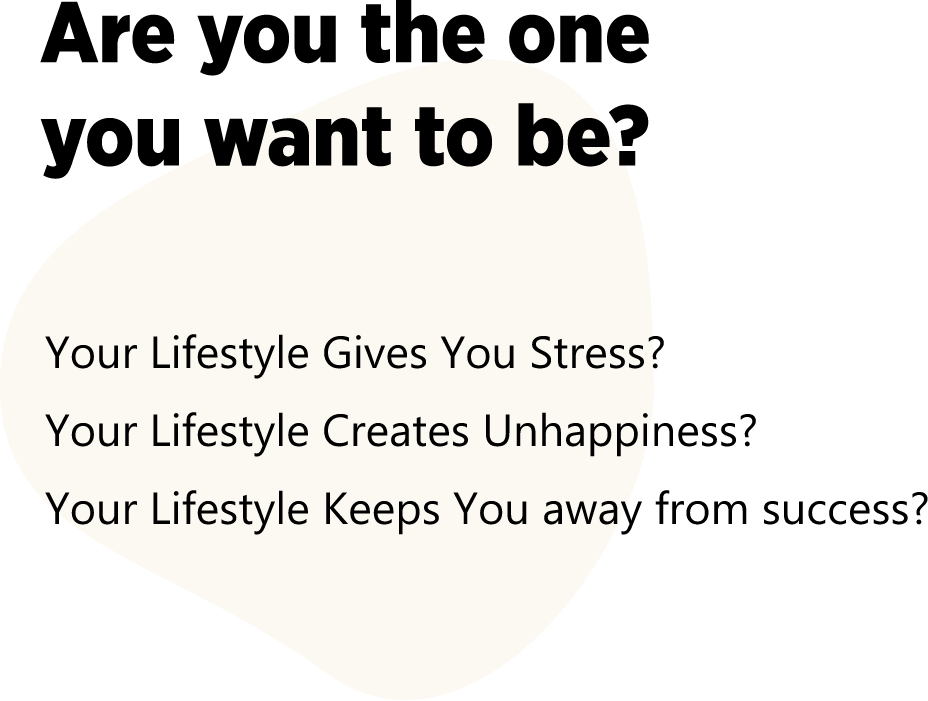 Are you the one
you want to be?
Your Lifestyle Gives You Stress?
Your Lifestyle Creates Unhappiness?
Your Lifestyle Keeps You away from success?